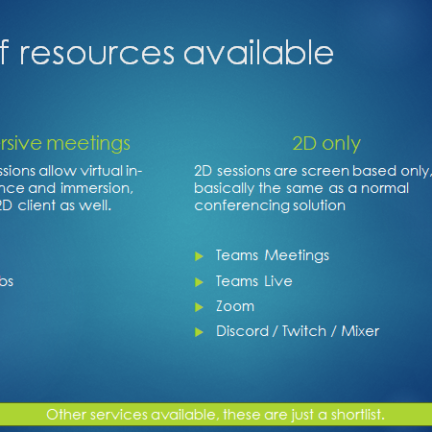 f resources available
rsive meetings
ssions allow virtual in-
nce and immersion,
2D client as well.
bs
2D only
2D sessions are screen based only,
basically the same as a normal
conferencing solution
Teams Meetings
Teams Live
Zoom
Discord / Twitch / Mixer
Other services available, these are just a shortlist.